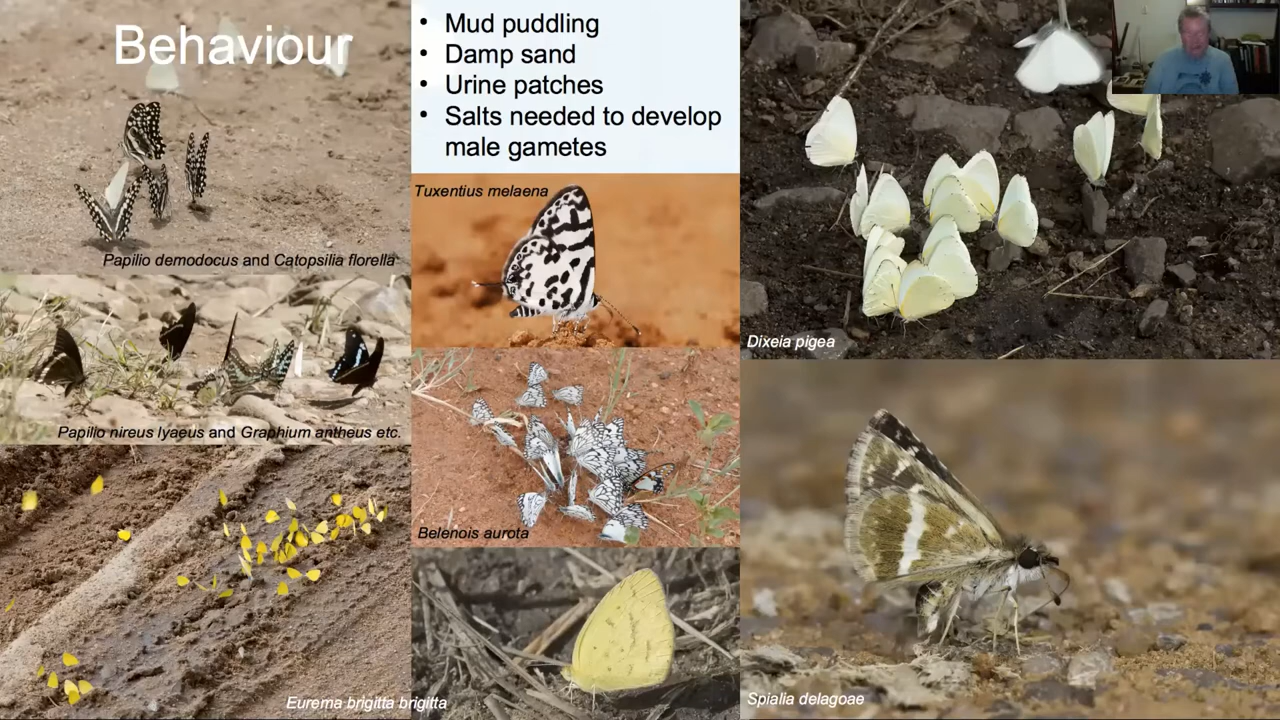 Behaviour
• Mud puddling
• Damp sand
• Urine patches
• Salts needed to develop
male gametes
Papilio demodocus and Catopsilia florella
Tuxentius melaena
Dixeia pigea
Papilio nireus lyaeus and Graphium antheus etc.
Belenois aurota
Eurema brigitta brigitta
Spialia delagoae